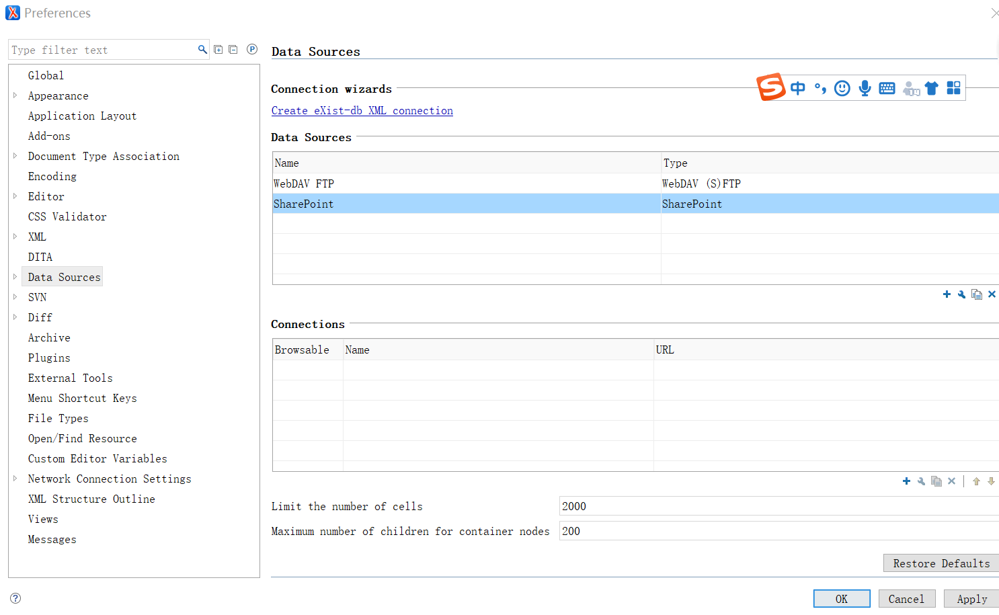 Preferences
Type filter text
Global
Appearance
Application Layout
Add-ons
Document Type Association
Encoding
Editor
CSS Validator
XML
DITA
Data Sources
SVN
Diff
Archive
Plugins
External Tools
Menu Shortcut Keys
File Types
Open/Find Resource
Custom Editor Variables
Network Connection Settings
XML Structure Outline
Views
Messages
Data Sources
Connection wizards
中
Create eXist-db XML connection
Data Sources
Name Type
WebDAV FTP WebDAV (S)FTP
SharePoint SharePoint
Connections
Browsable Name URL
Limit the number of cells 2000
Maximum number of children for container nodes 200
Restore Defaults
OK Cancel Apply